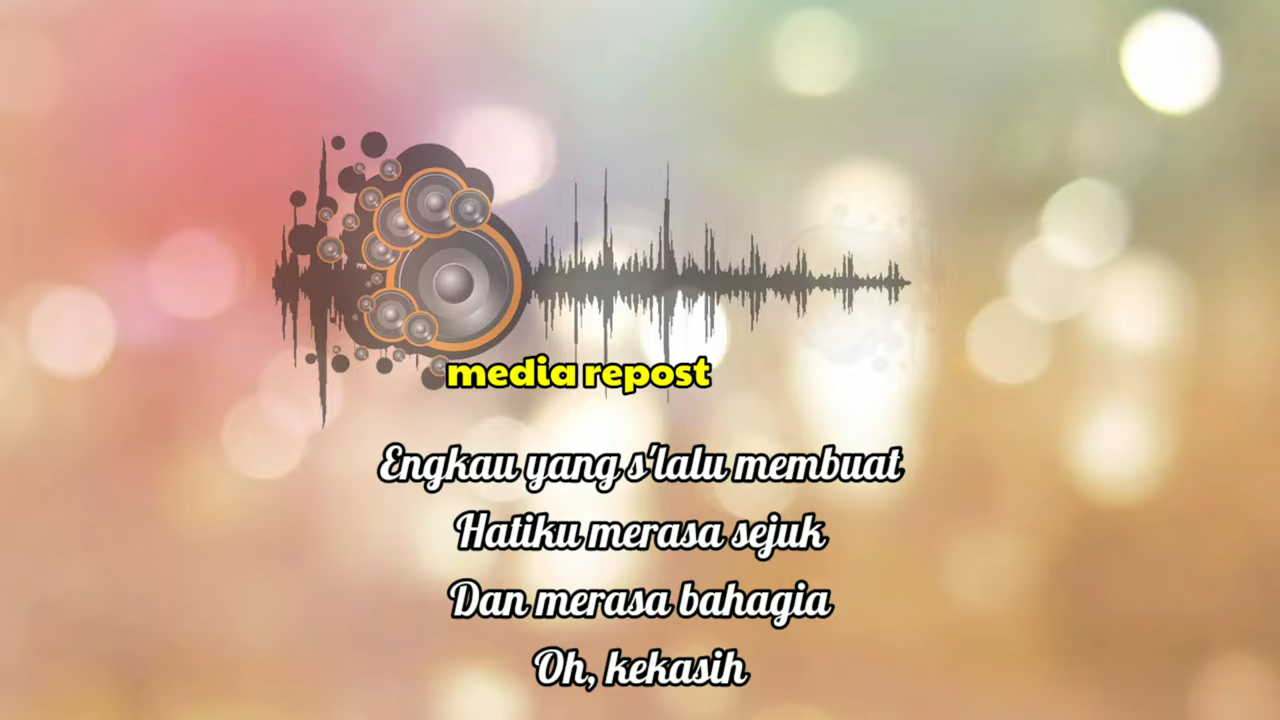 media repost
Engkau yang s'lalu membuat
Hatiku merasa sejuk
Dan merasa bahagia
Oh, kekasih